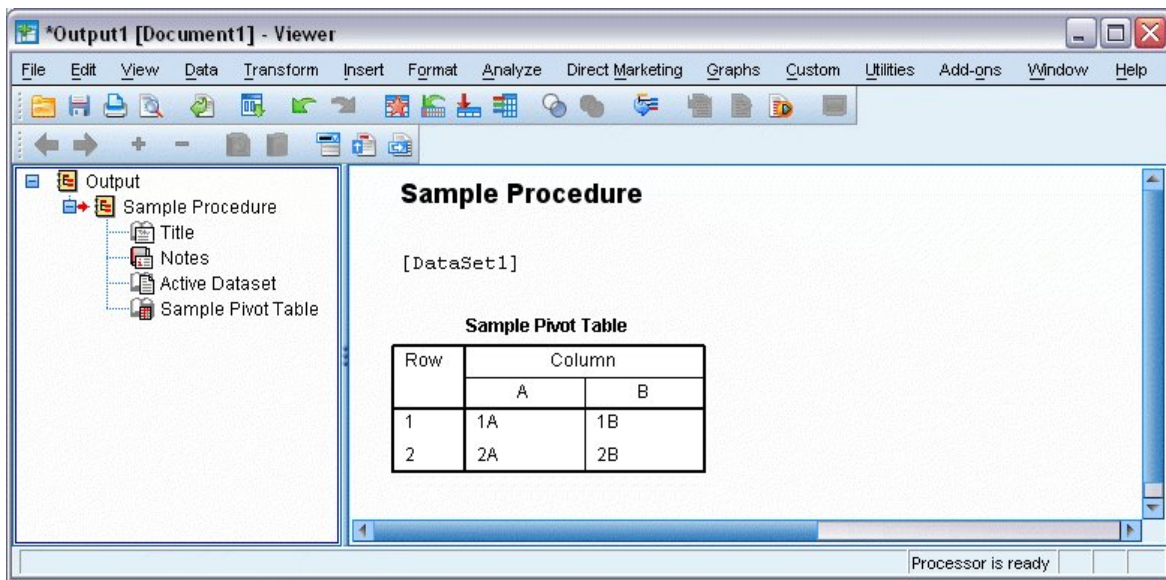 *Output1 [Document1] - Viewer
File Edit View Data Transform Insert Format Analyze Direct Marketing Graphs Custom Utilities Add-ons Window Help
Output
Sample Procedure
Title
Notes
Active Dataset
Sample Pivot Table
Sample Procedure
[DataSet1]
Sample Pivot Table
Row Column
A B
1 1A 1B
2 2A 2B
Processor is ready